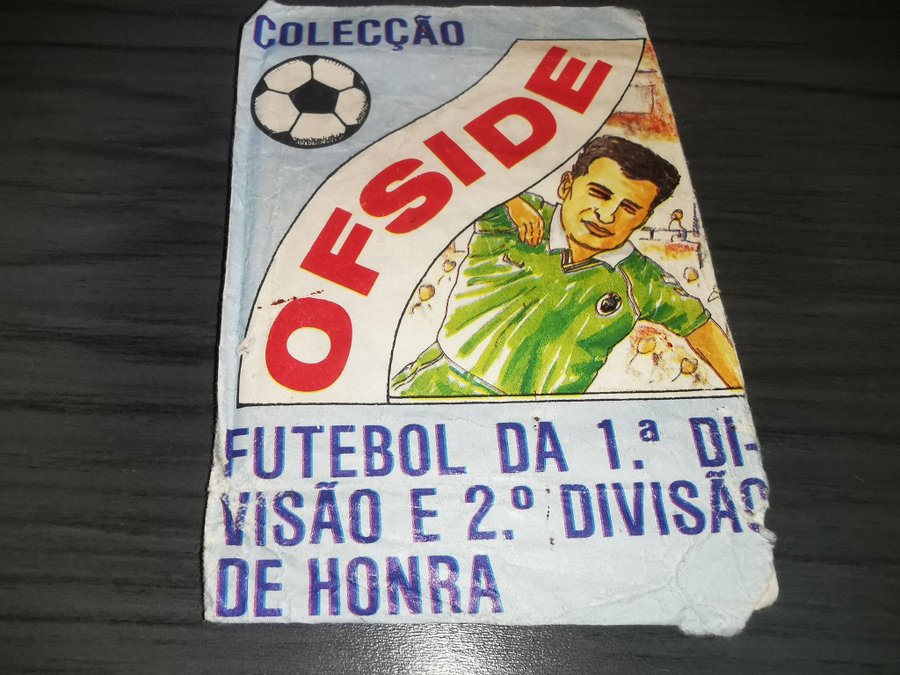 COLECÇÃO
OFSIDE
FUTEBOL DA 1.ª DI-
VISÃO E 2.º DIVISÃO
DE HONRA